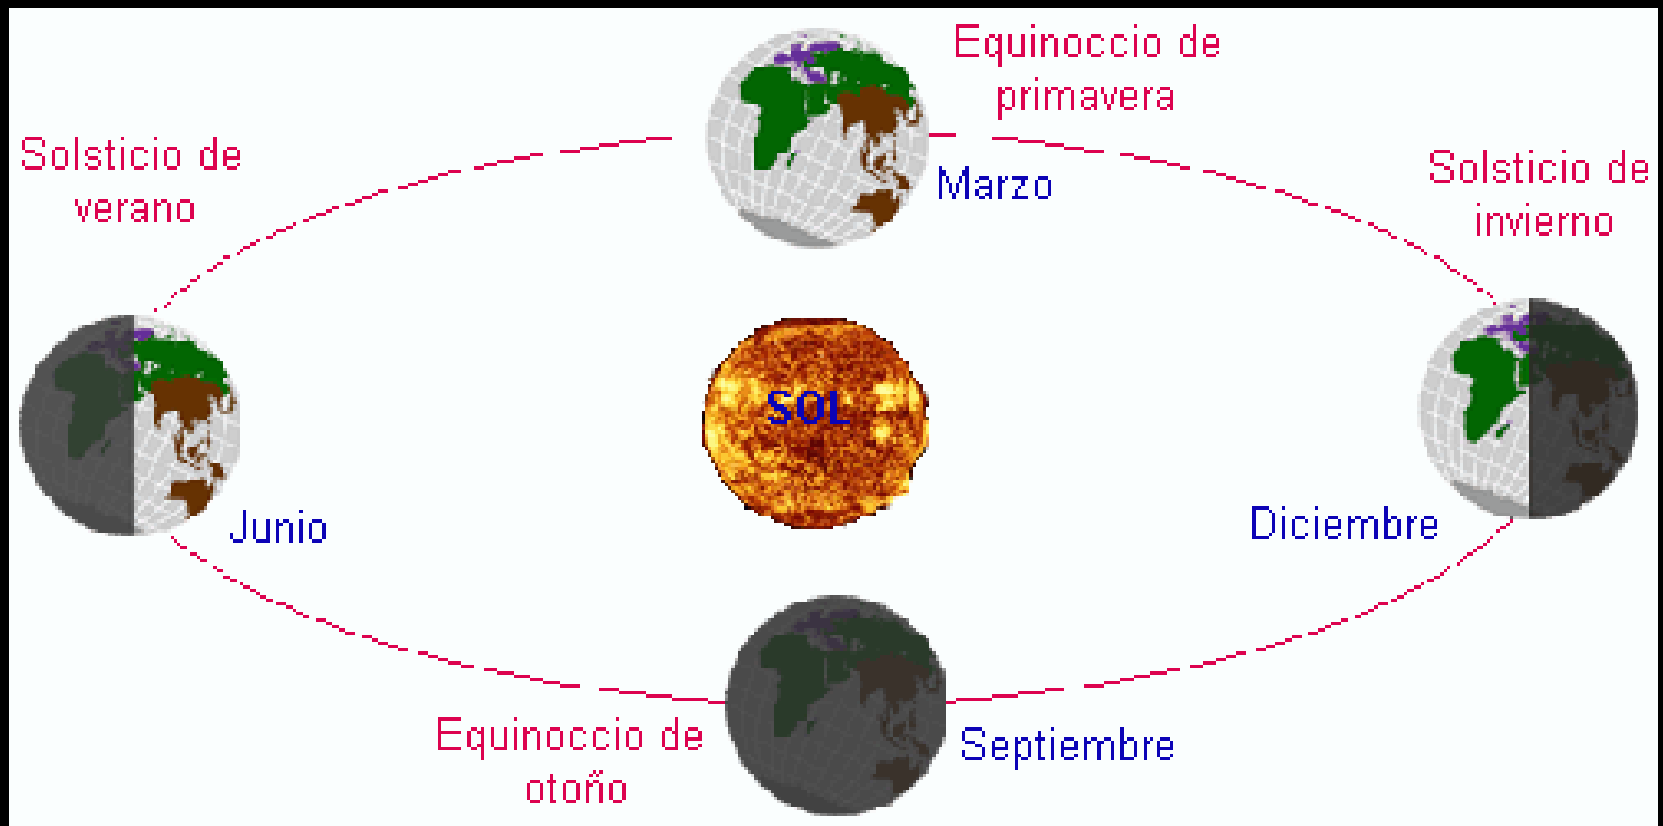 Equinoccio de
primavera
Solsticio de
verano
Marzo
Solsticio de
invierno
SOL
Junio
Diciembre
Equinoccio de
otoño
Septiembre